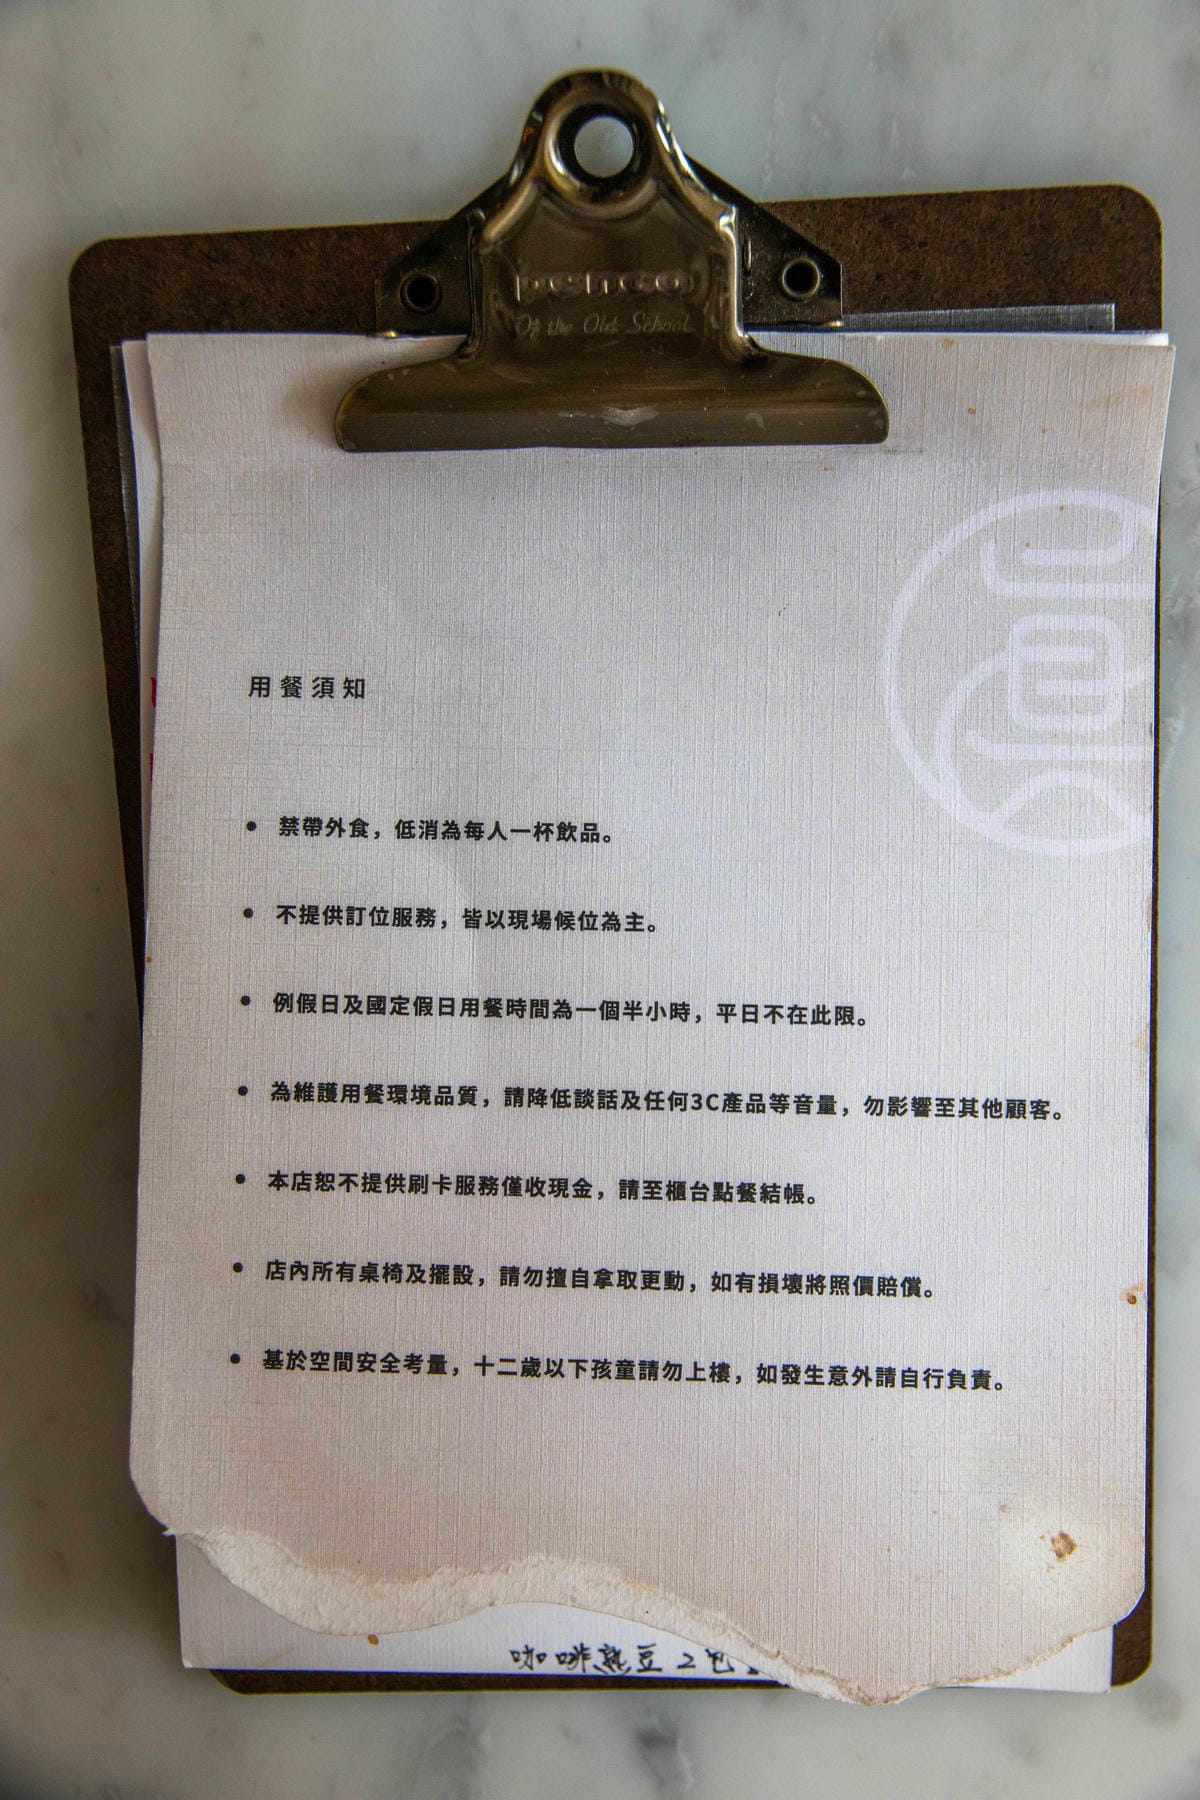 penco
Of the Old School
用餐須知
• 禁帶外食，低消為每人一杯飲品。
• 不提供訂位服務，皆以現場候位為主。
• 例假日及國定假日用餐時間為一個半小時，平日不在此限。
• 為維護用餐環境品質，請降低談話及任何3C產品等音量，勿影響至其他顧客。
• 本店恕不提供刷卡服務僅收現金，請至櫃台點餐結帳。
• 店內所有桌椅及擺設，請勿擅自拿取更動，如有損壞將照價賠償。
• 基於空間安全考量，十二歲以下孩童請勿上樓，如發生意外請自行負責。
咖啡熟豆2包